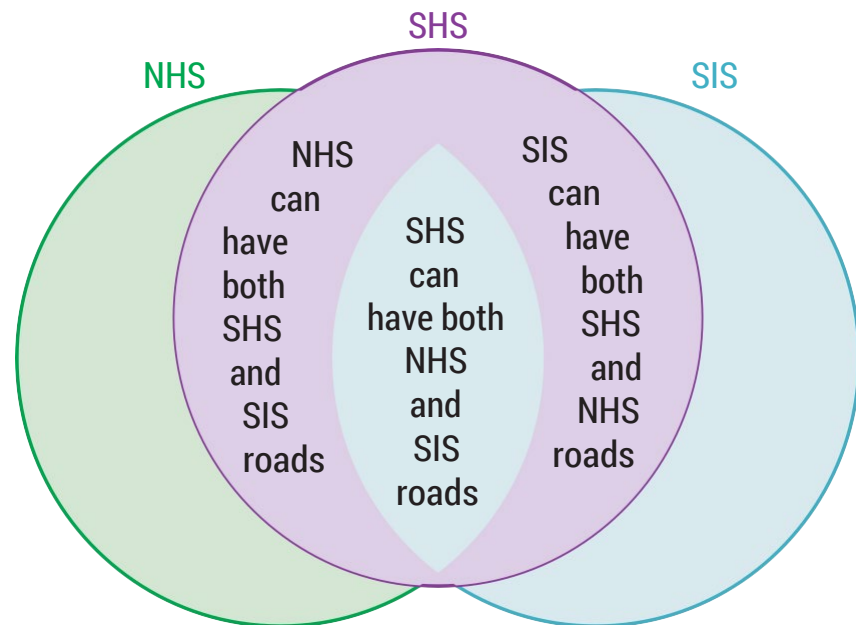 SHS
NHS
SIS
NHS
can
have
both
SHS
and
SIS
roads
SHS
can
have both
NHS
and
SIS
roads
SIS
can
have
both
SHS
and
NHS
roads